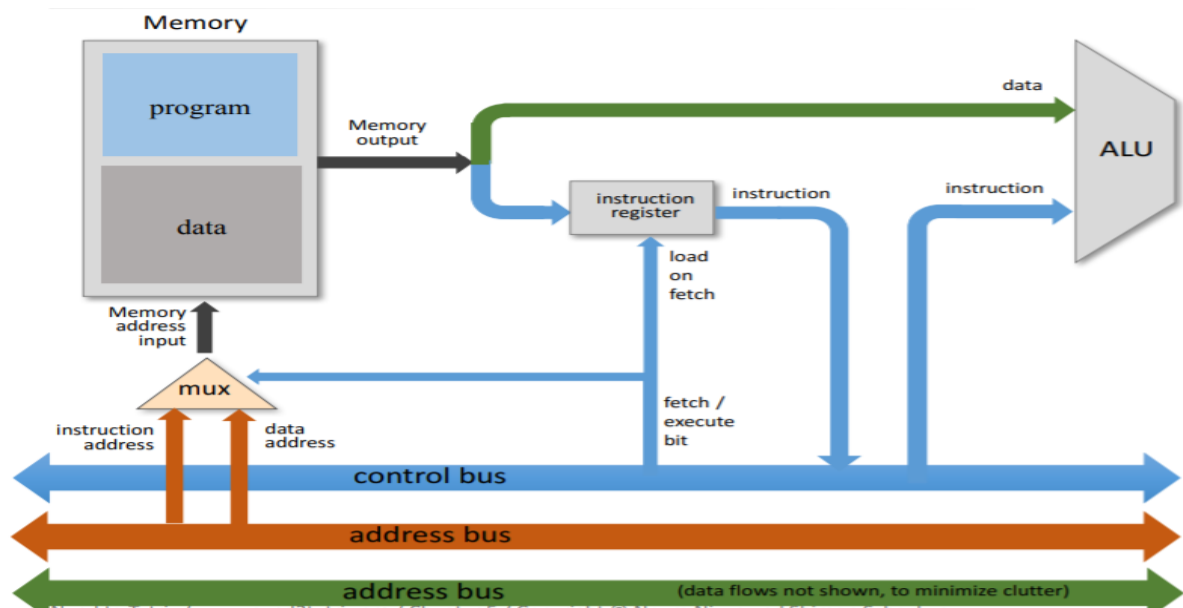 Memory
program
data
Memory
output
data
ALU
instruction
register
instruction
instruction
load
on
fetch
Memory
address
input
mux
instruction
address
data
address
fetch /
execute
bit
control bus
address bus
address bus
(data flows not shown, to minimize clutter)